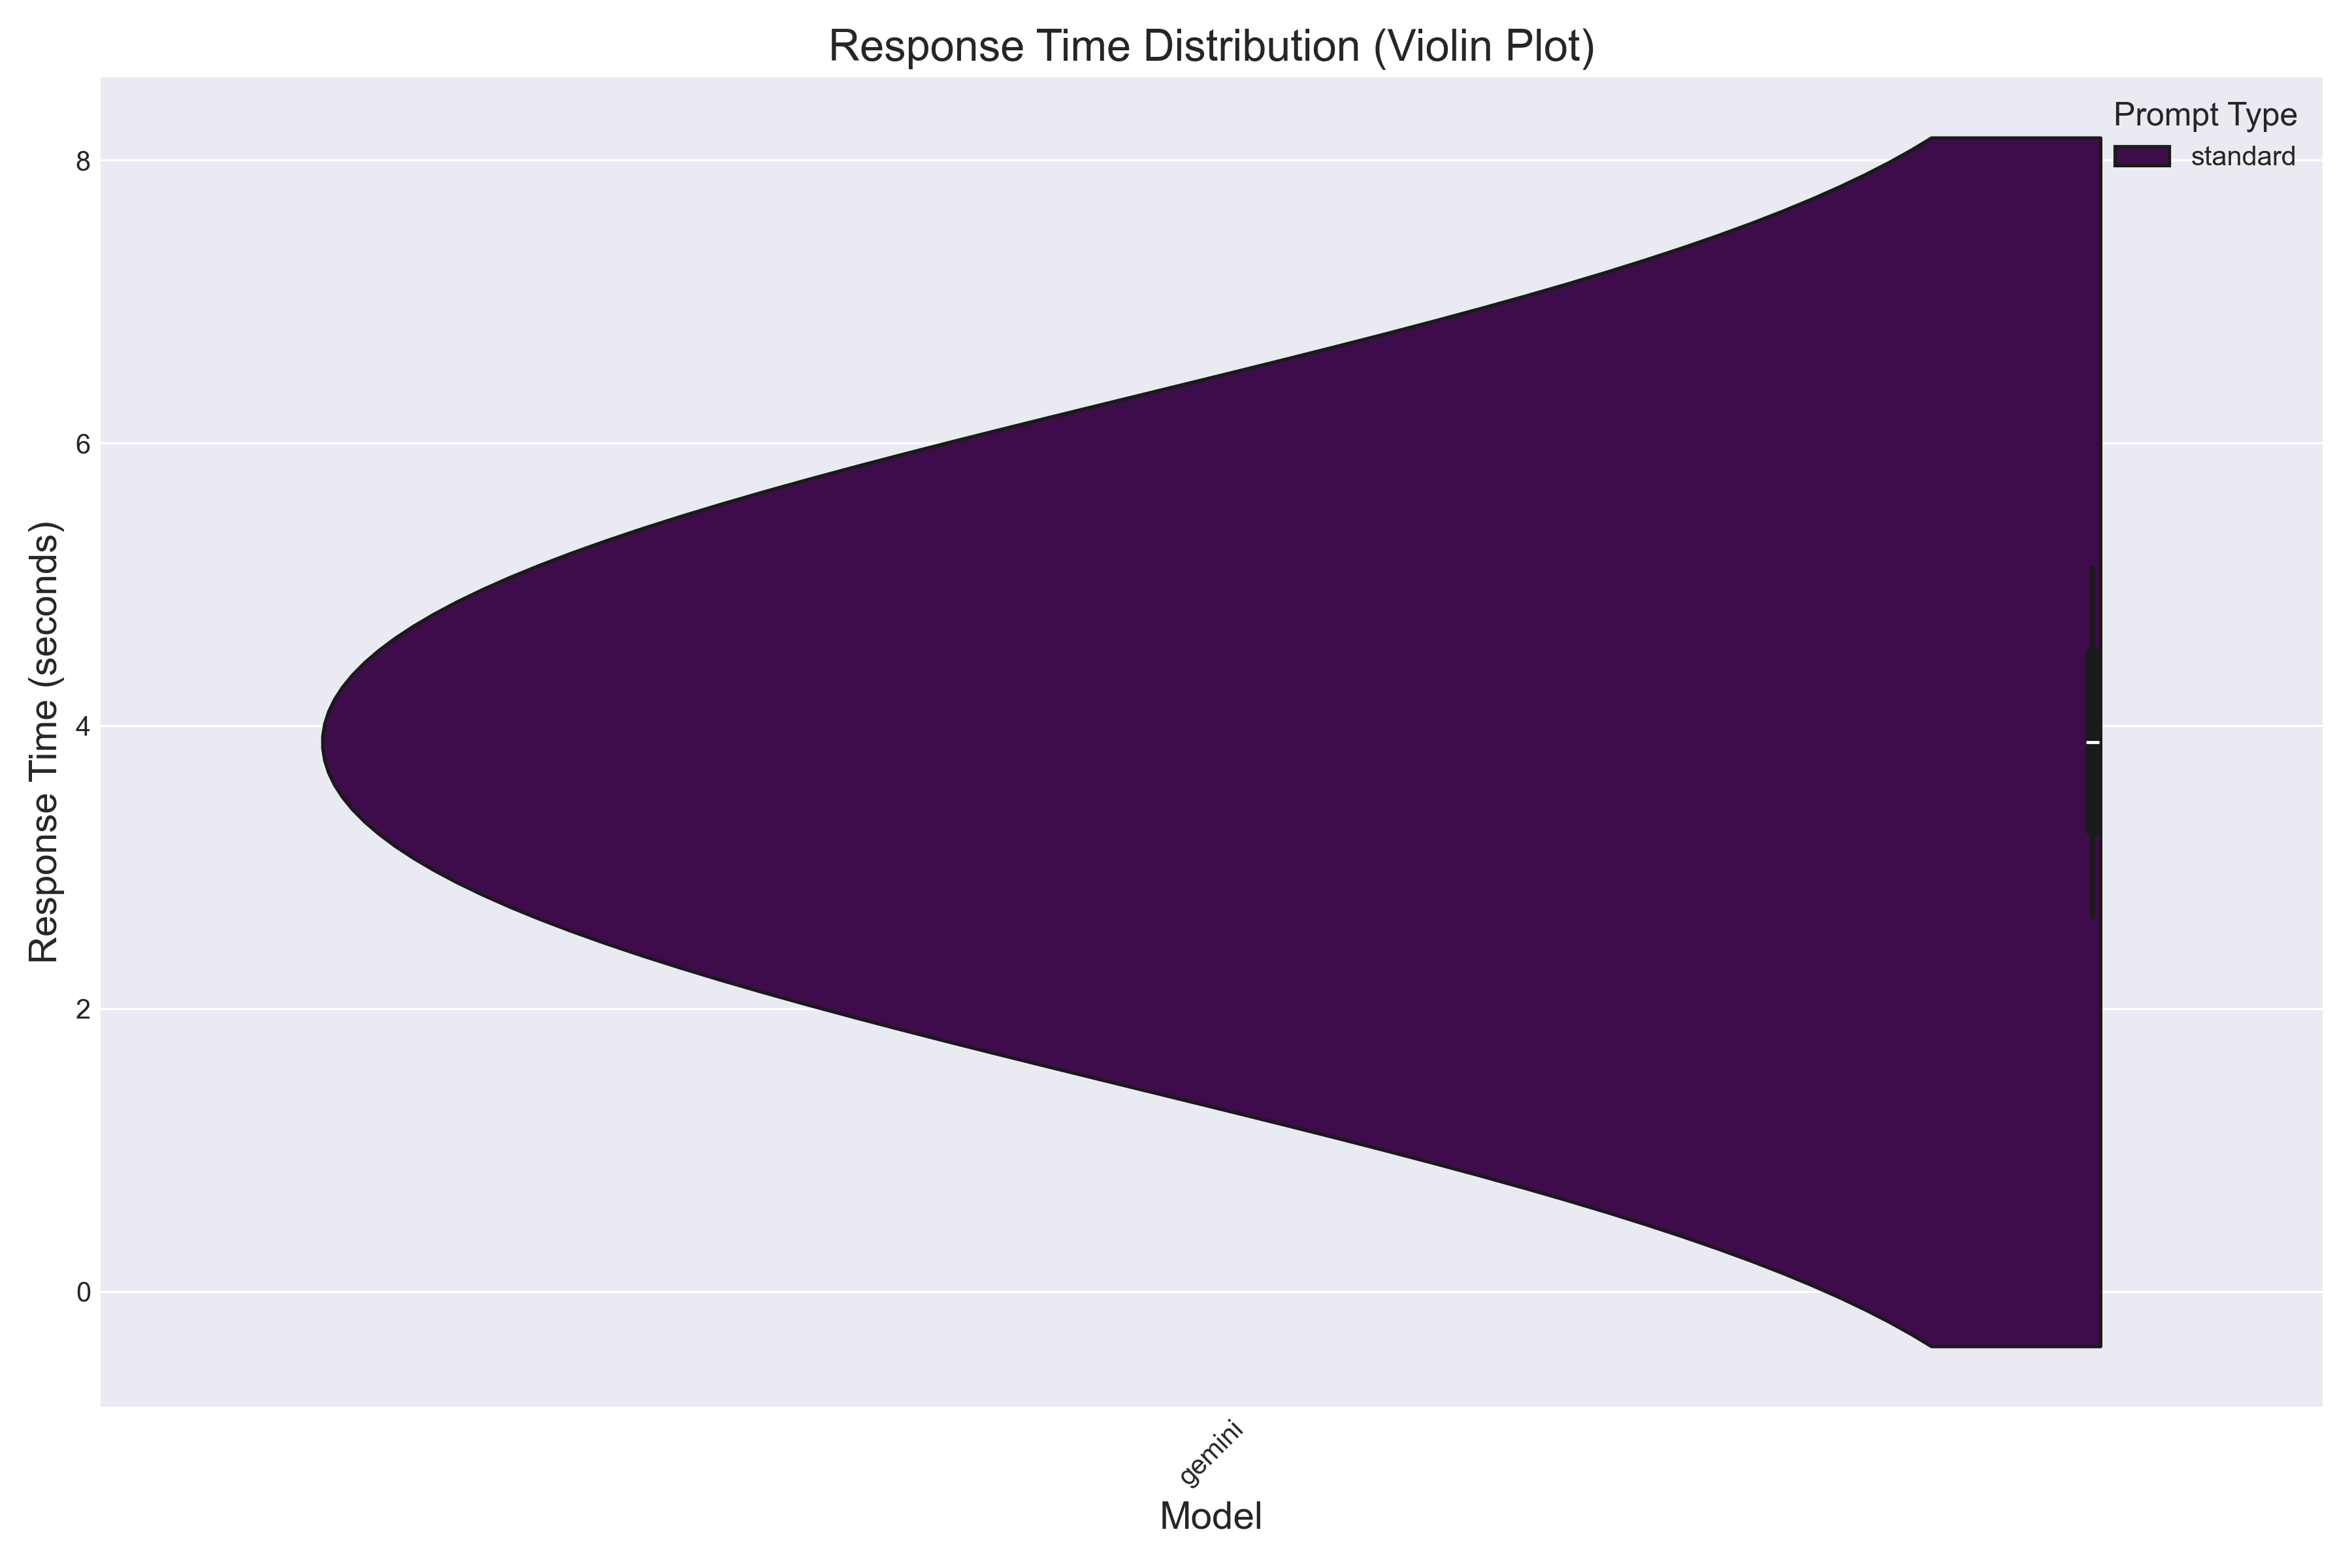 Response Time Distribution (Violin Plot)
Prompt Type
standard
Response Time (seconds)
8
6
4
2
0
gemini
Model